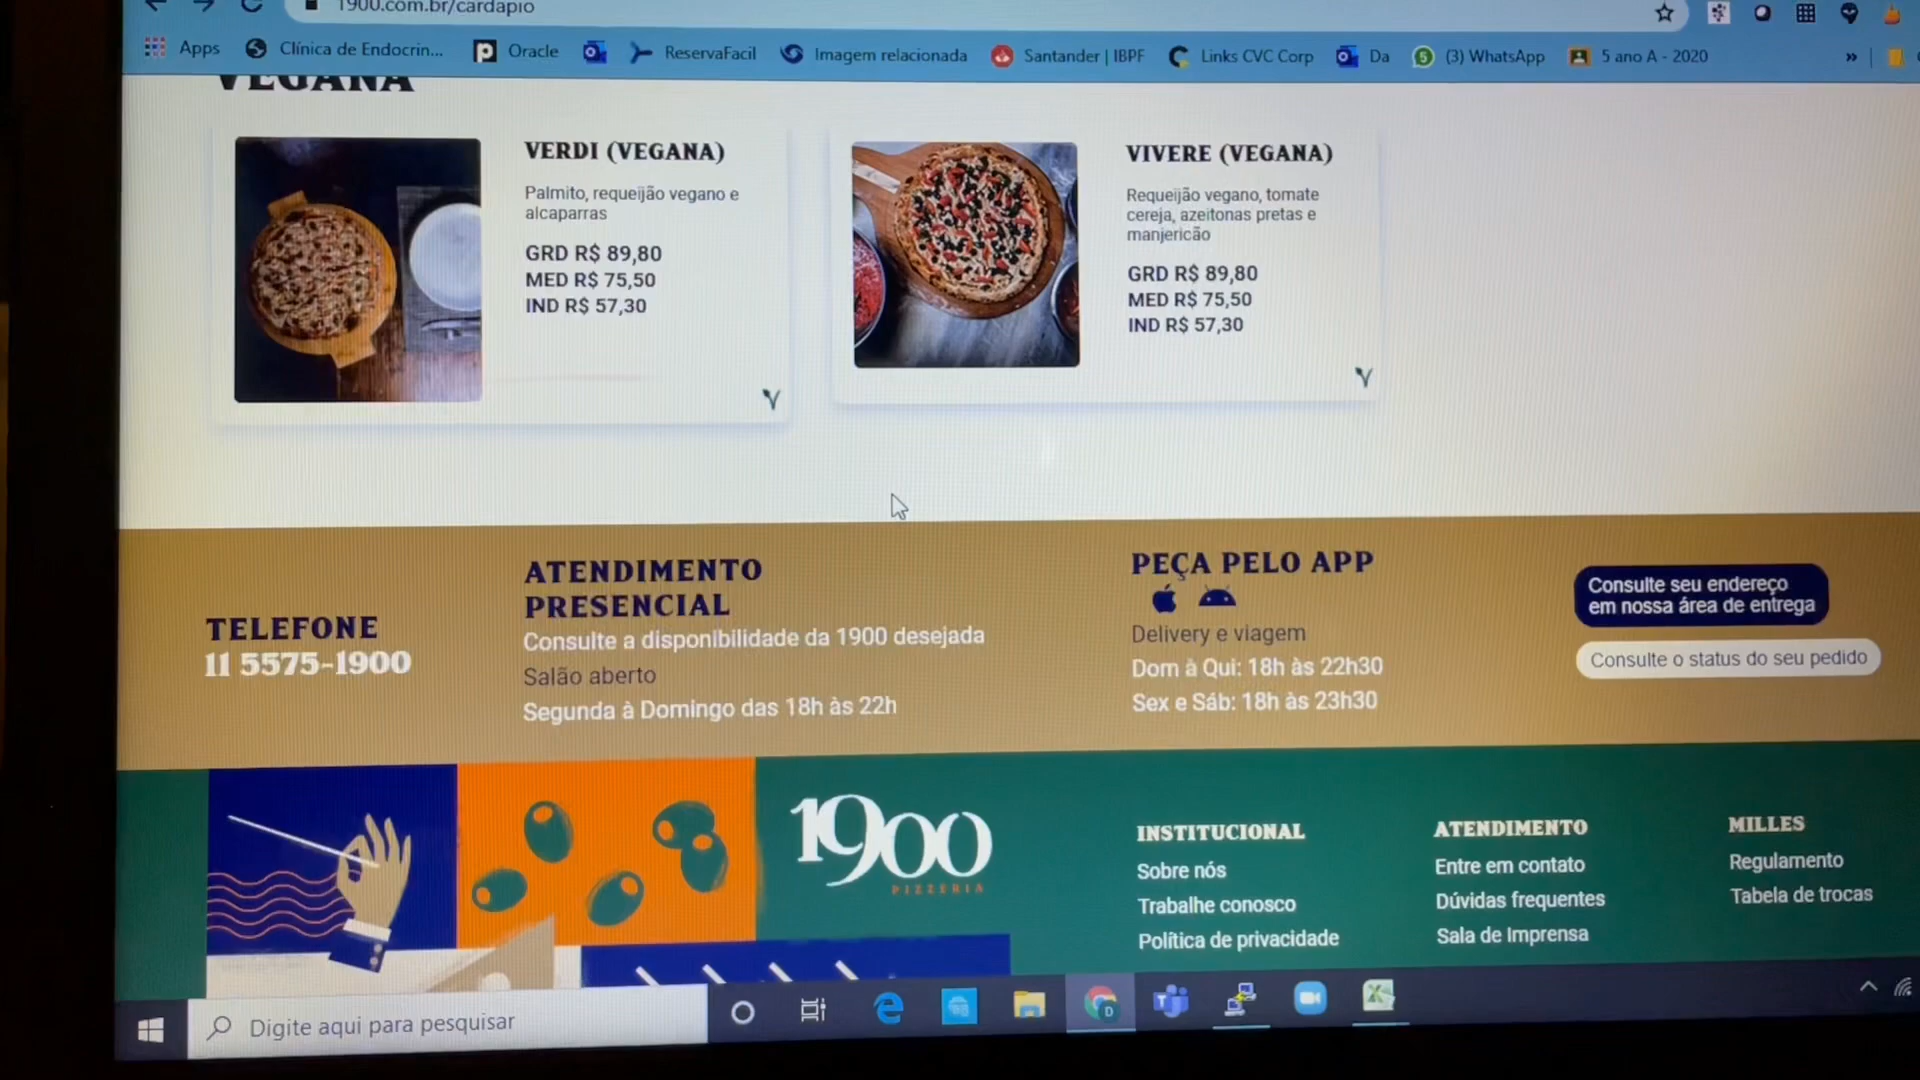 1900.com.br/cardapio
Apps
Clínica de Endocrin...
Oracle
ReservaFacil
Imagem relacionada
Santander | IBPF
Links CVC Corp
Da
5
(3) WhatsApp
5 ano A - 2020
»
VEGANA
VERDI (VEGANA)
Palmito, requeijão vegano e
alcaparras
GRD R$ 89,80
MED R$ 75,50
IND R$ 57,30
VIVERE (VEGANA)
Requeijão vegano, tomate
cereja, azeitonas pretas e
manjericão
GRD R$ 89,80
MED R$ 75,50
IND R$ 57,30
TELEFONE
11 5575-1900
ATENDIMENTO
PRESENCIAL
Consulte a disponibilidade da 1900 desejada
Salão aberto
Segunda à Domingo das 18h às 22h
PEÇA PELO APP
Delivery e viagem
Dom à Qui: 18h às 22h30
Sex e Sáb: 18h às 23h30
Consulte seu endereço
em nossa área de entrega
Consulte o status do seu pedido
1900
PIZZERIA
INSTITUCIONAL
Sobre nós
Trabalhe conosco
Política de privacidade
ATENDIMENTO
Entre em contato
Dúvidas frequentes
Sala de Imprensa
MILLES
Regulamento
Tabela de trocas
Digite aqui para pesquisar